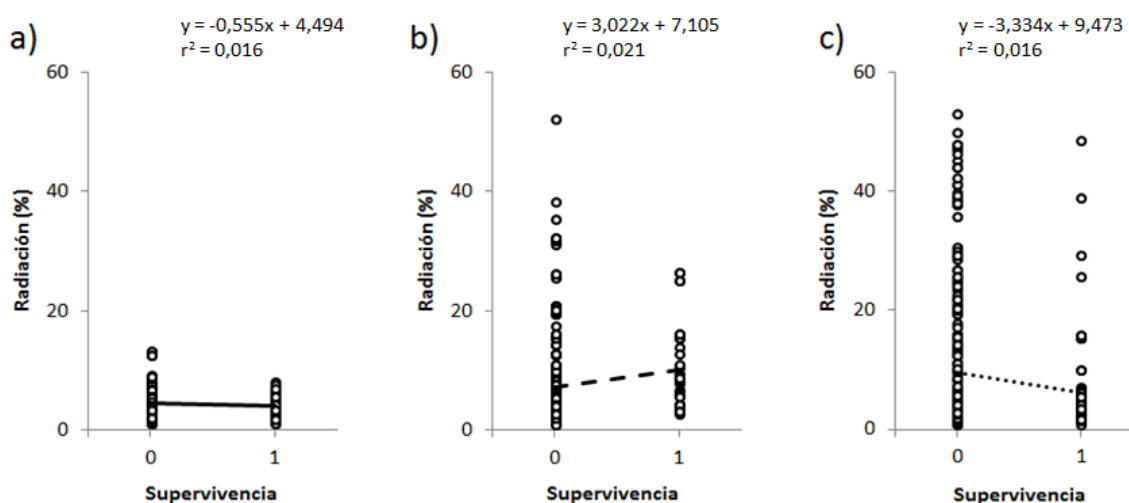 a)
y = -0,555x + 4,494
r² = 0,016
60
40
20
0
Radiación (%)
0 1
Supervivencia
b)
y = 3,022x + 7,105
r² = 0,021
60
40
20
0
Radiación (%)
0 1
Supervivencia
c)
y = -3,334x + 9,473
r² = 0,016
60
40
20
0
Radiación (%)
0 1
Supervivencia